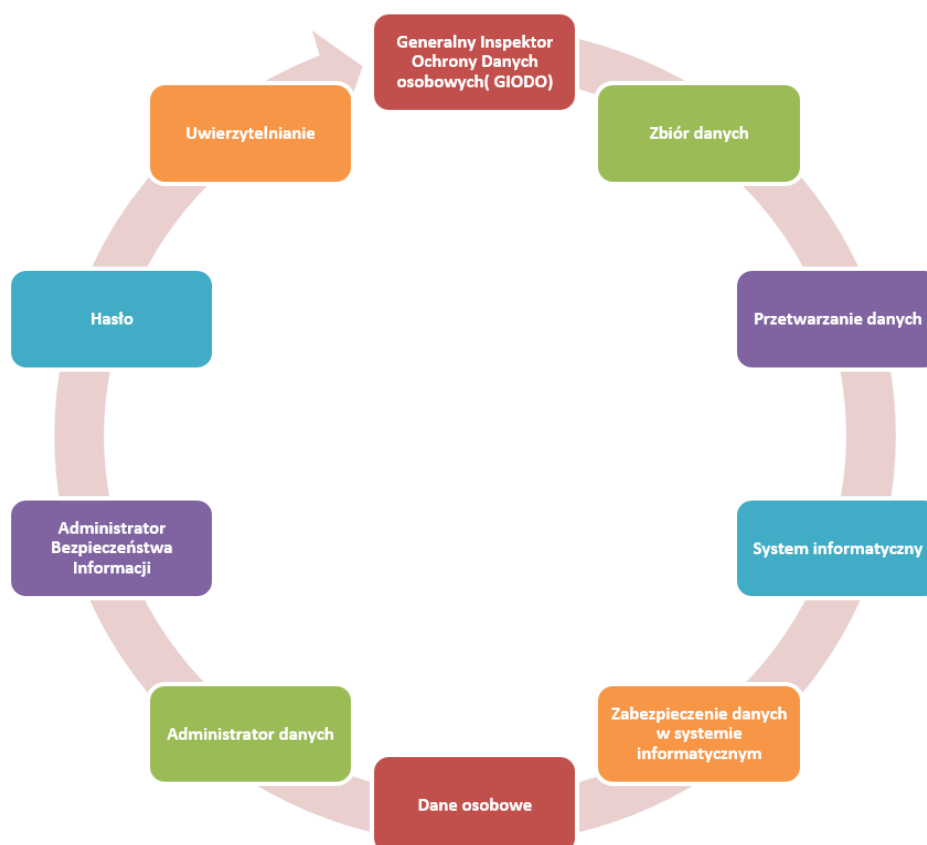 Generalny Inspektor
Ochrony Danych
osobowych( GIODO)
Zbiór danych
Przetwarzanie danych
System informatyczny
Zabezpieczenie danych
w systemie
informatycznym
Dane osobowe
Administrator danych
Administrator
Bezpieczeństwa
Informacji
Hasło
Uwierzytelnianie